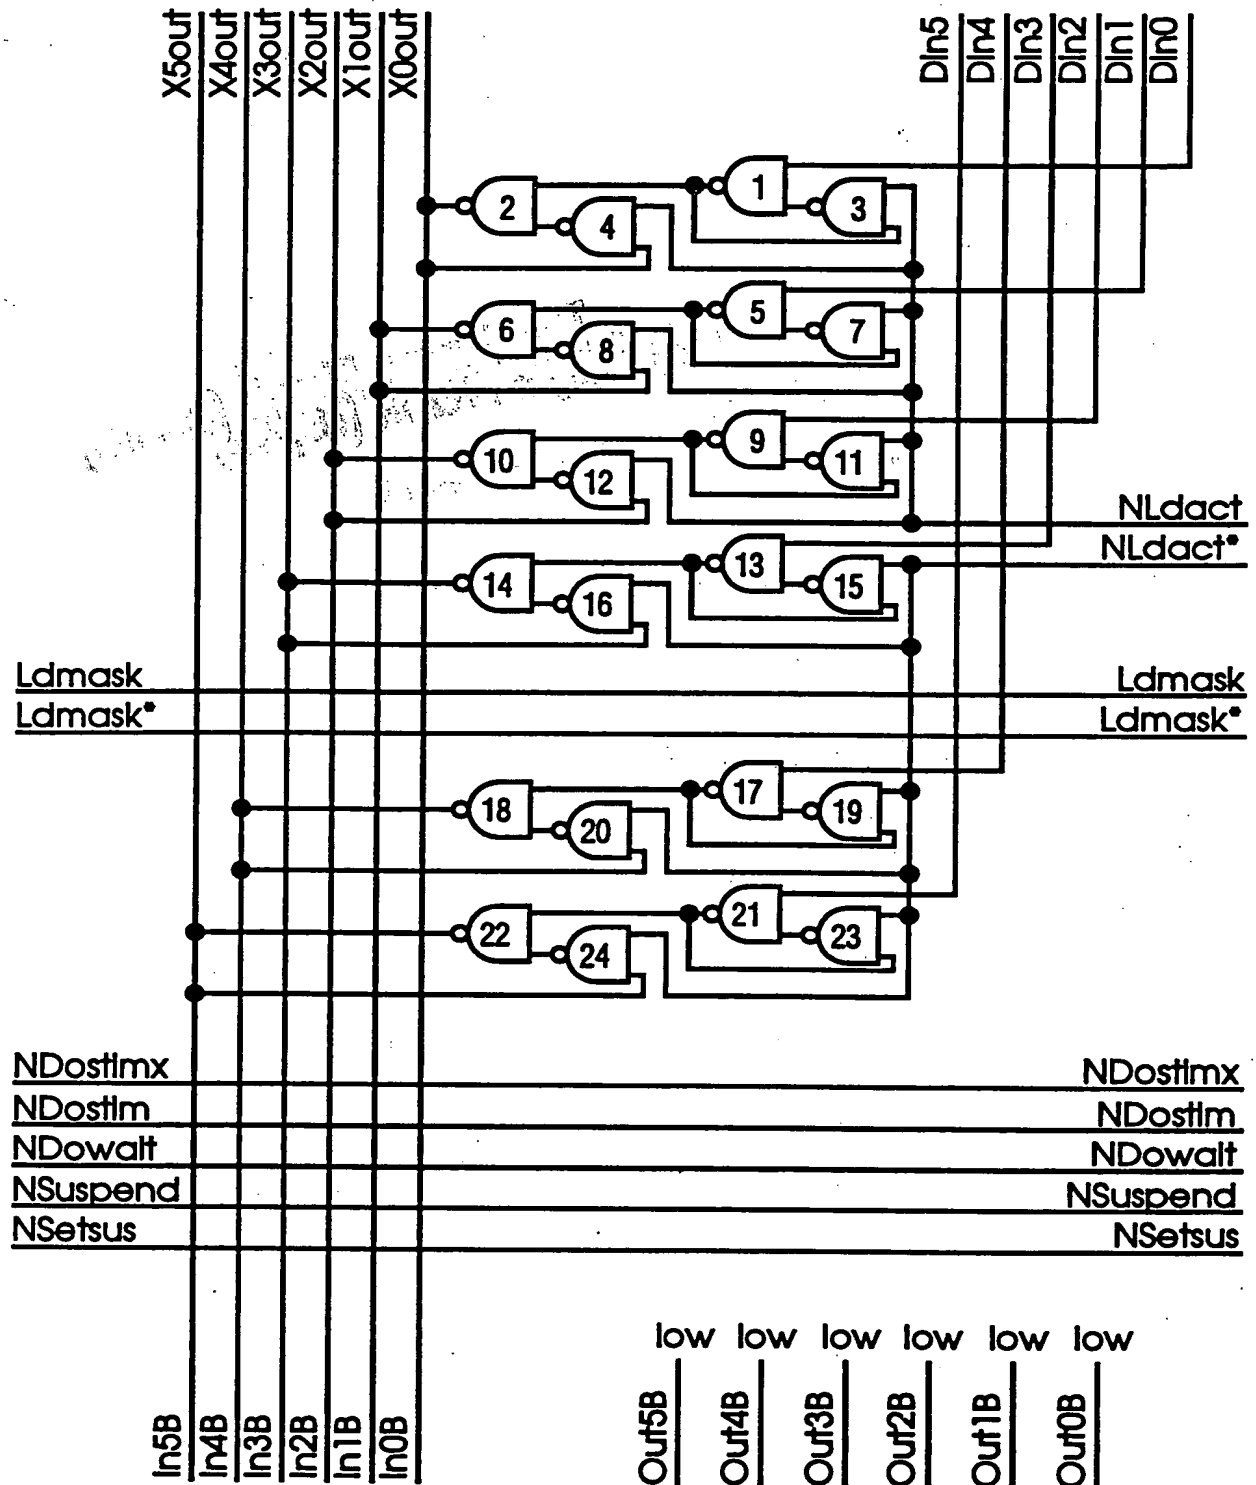 X5out
X4out
X3out
X2out
X1out
X0out
DIn5
DIn4
DIn3
DIn2
DIn1
DIn0
1
2
3
4
5
6
7
8
9
10
11
12
NLdact
NLdact*
13
14
15
16
Ldmask Ldmask
Ldmask* Ldmask*
17
18
19
20
21
22
23
24
NDostimx NDostimx
NDostim NDostim
NDowait NDowait
NSuspend NSuspend
NSetsus NSetsus
low low low low low low
In5B
In4B
In3B
In2B
In1B
In0B
Out5B
Out4B
Out3B
Out2B
Out1B
Out0B